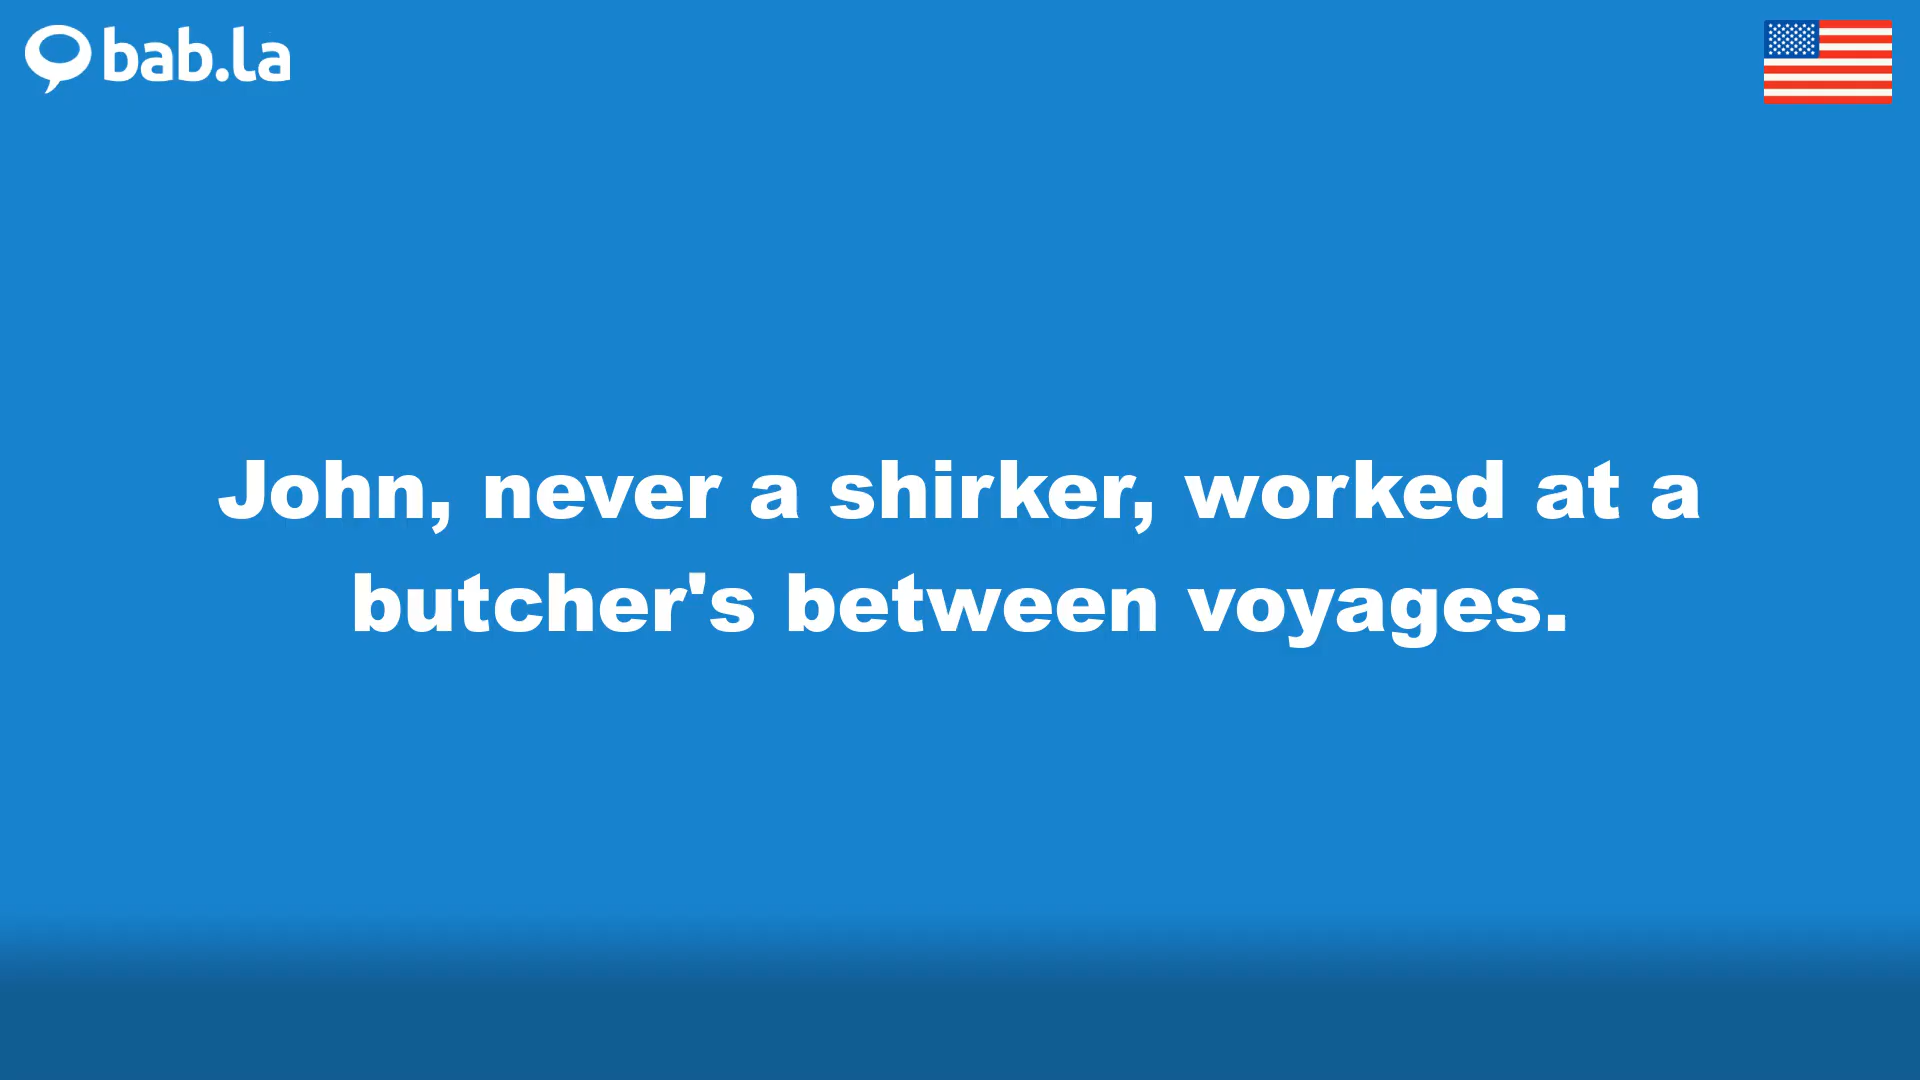 bab.la
John, never a shirker, worked at a
butcher's between voyages.